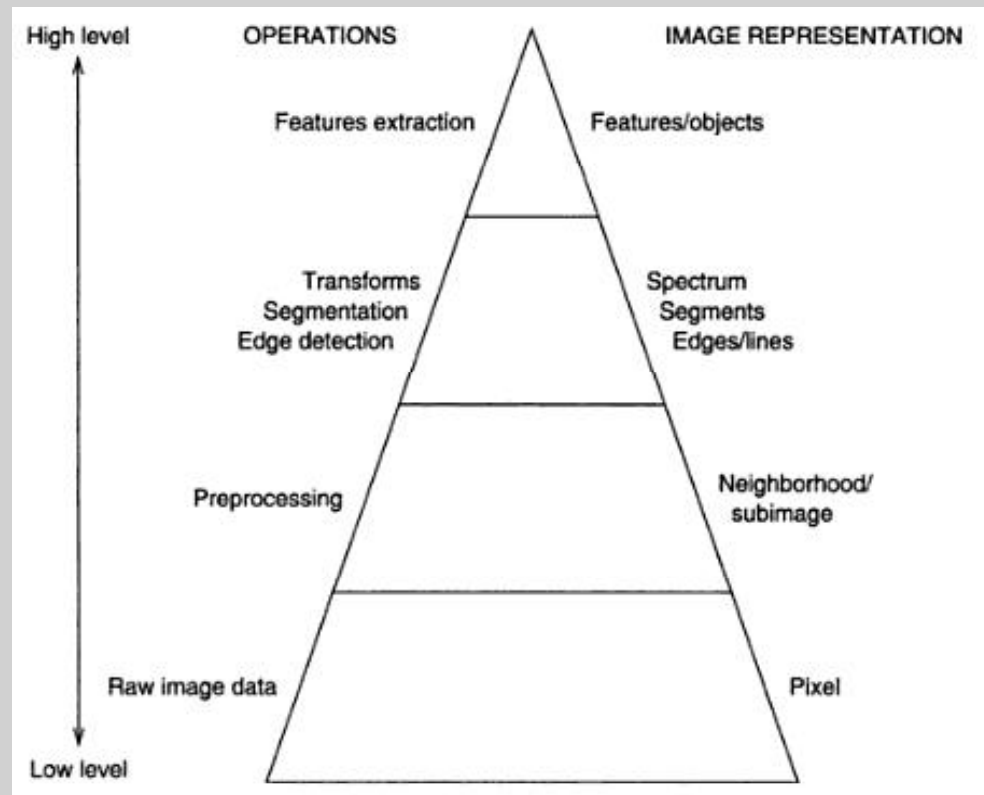 High level
OPERATIONS
IMAGE REPRESENTATION
Features extraction
Features/objects
Transforms
Segmentation
Edge detection
Spectrum
Segments
Edges/lines
Preprocessing
Neighborhood/
subimage
Raw image data
Pixel
Low level